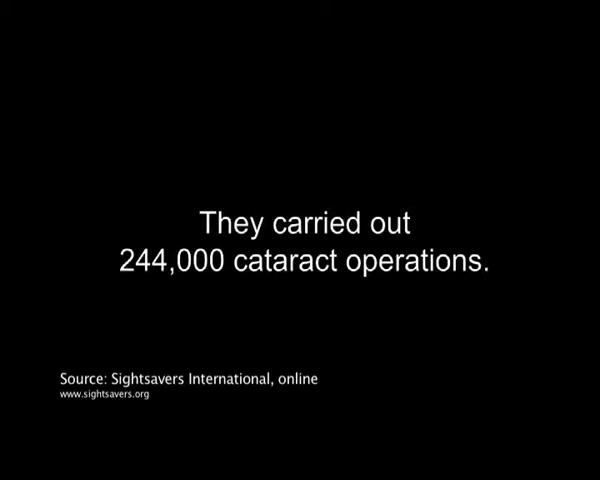 They carried out
244,000 cataract operations.
Source: Sightsavers International, online
www.sightsavers.org